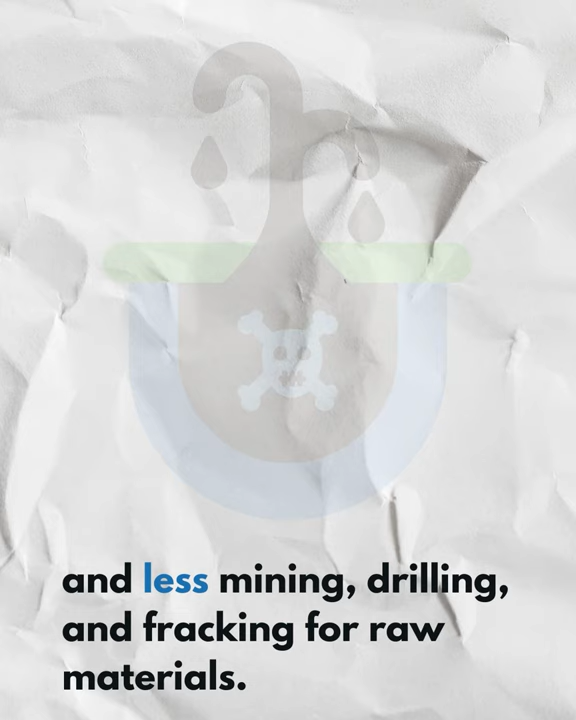 and less mining, drilling,
and fracking for raw
materials.